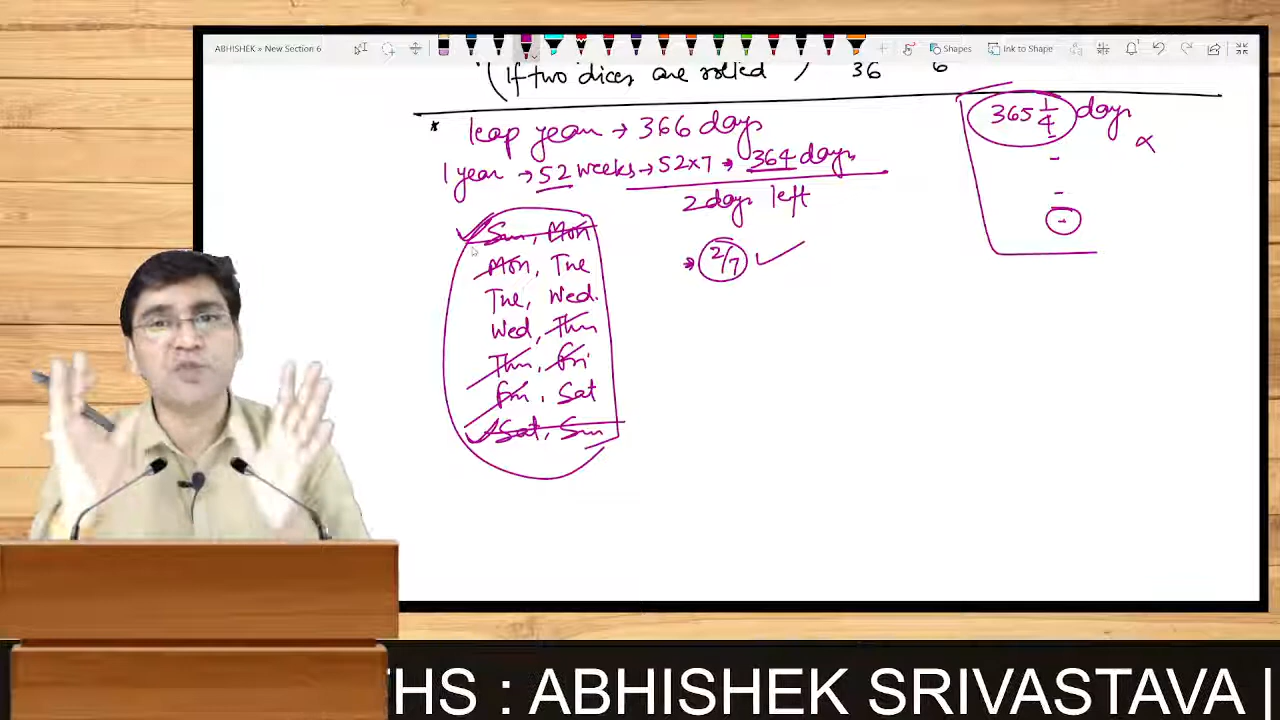 ABHISHEK » New Section 6
Shapes
Ink to Shape
(If two dices are rolled ) 36 6
* leap year → 366 days
365 1/4 days
1 year → 52 weeks → 52x7 → 364 days
2 days left
Sun, Mon
Mon, Tue
Tue, Wed.
Wed, Thu
Thu, Fri
Fri, Sat
Sat, Sun
→ 2/7 ✓
THS : ABHISHEK SRIVASTAVA |